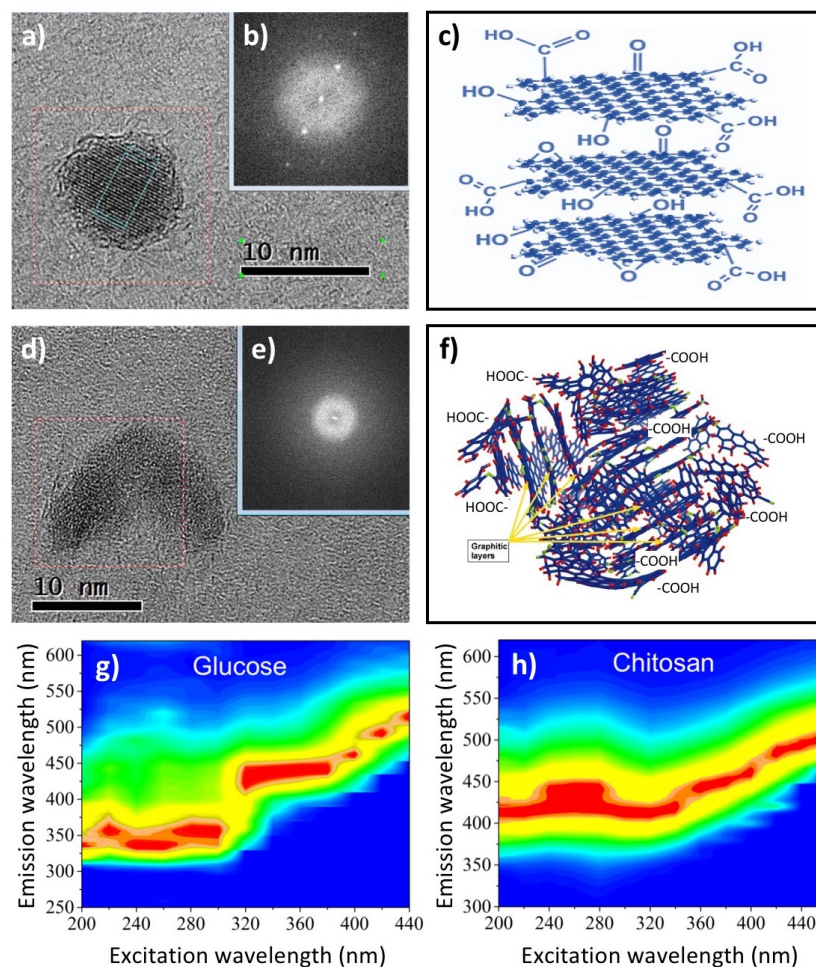 a)
b)
10 nm
c)
HO
C
O
O
OH
C
O
HO
HO
O
C
OH
O
O
O
C
HO
HO
OH
C
OH
O
HO
O
O
C
OH
O
d)
e)
10 nm
f)
-COOH
HOOC-
HOOC-
-COOH
-COOH
HOOC-
-COOH
Graphitic
layers
-COOH
-COOH
g)
Glucose
Emission wavelength (nm)
600
550
500
450
400
350
300
250
200
240
280
320
360
400
440
Excitation wavelength (nm)
h)
Chitosan
Emission wavelength (nm)
600
550
500
450
400
350
300
200
240
280
320
360
400
440
Excitation wavelength (nm)